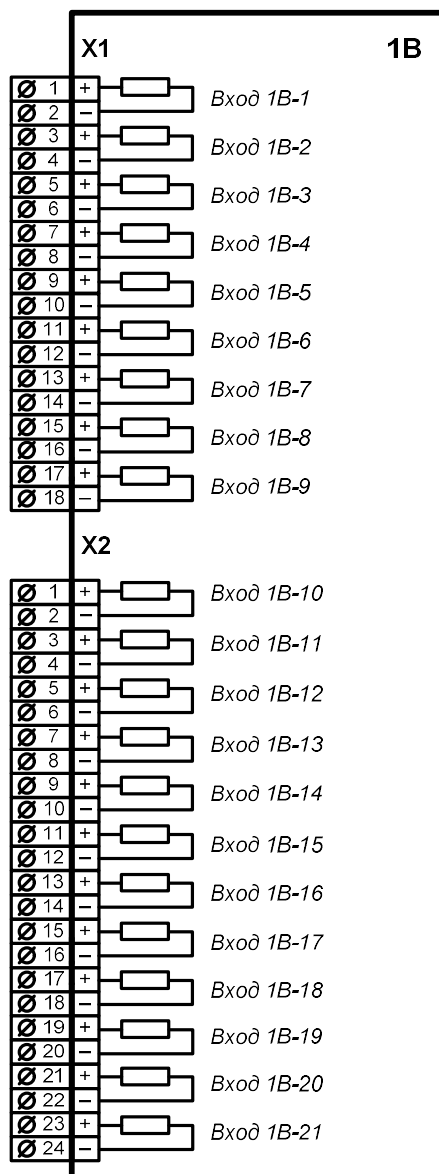 X1 1В
1 + Вход 1В-1
2 −
3 + Вход 1В-2
4 −
5 + Вход 1В-3
6 −
7 + Вход 1В-4
8 −
9 + Вход 1В-5
10 −
11 + Вход 1В-6
12 −
13 + Вход 1В-7
14 −
15 + Вход 1В-8
16 −
17 + Вход 1В-9
18 −
X2
1 + Вход 1В-10
2 −
3 + Вход 1В-11
4 −
5 + Вход 1В-12
6 −
7 + Вход 1В-13
8 −
9 + Вход 1В-14
10 −
11 + Вход 1В-15
12 −
13 + Вход 1В-16
14 −
15 + Вход 1В-17
16 −
17 + Вход 1В-18
18 −
19 + Вход 1В-19
20 −
21 + Вход 1В-20
22 −
23 + Вход 1В-21
24 −